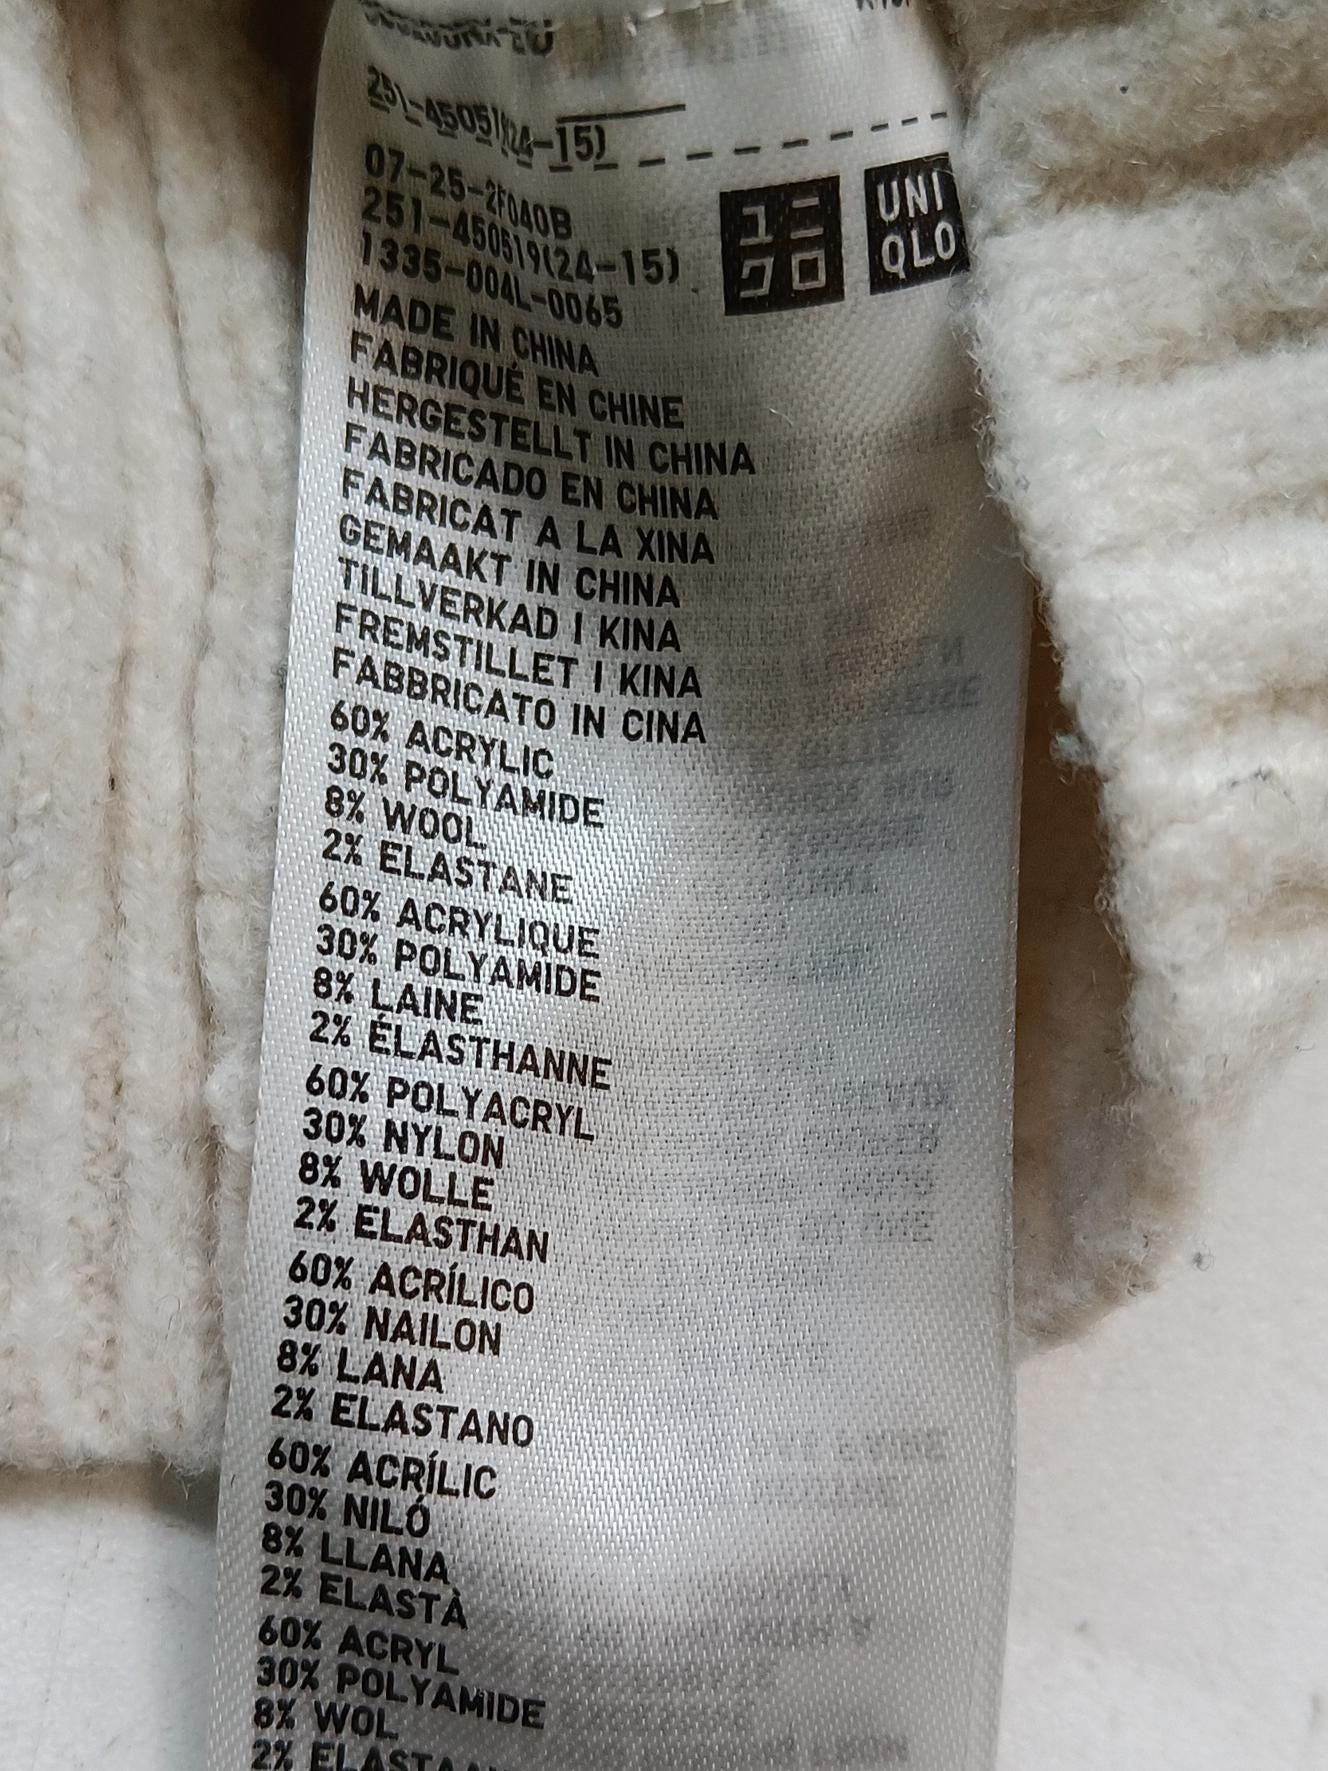 251-45051(24-15)
07-25-2F040B
251-450519(24-15)
1335-004L-0065
ユニ
クロ
UNI
QLO
MADE IN CHINA
FABRIQUÉ EN CHINE
HERGESTELLT IN CHINA
FABRICADO EN CHINA
FABRICAT A LA XINA
GEMAAKT IN CHINA
TILLVERKAD I KINA
FREMSTILLET I KINA
FABBRICATO IN CINA
60% ACRYLIC
30% POLYAMIDE
8% WOOL
2% ELASTANE
60% ACRYLIQUE
30% POLYAMIDE
8% LAINE
2% ÉLASTHANNE
60% POLYACRYL
30% NYLON
8% WOLLE
2% ELASTHAN
60% ACRÍLICO
30% NAILON
8% LANA
2% ELASTANO
60% ACRÍLIC
30% NILÓ
8% LLANA
2% ELASTÀ
60% ACRYL
30% POLYAMIDE
8% WOL
2%